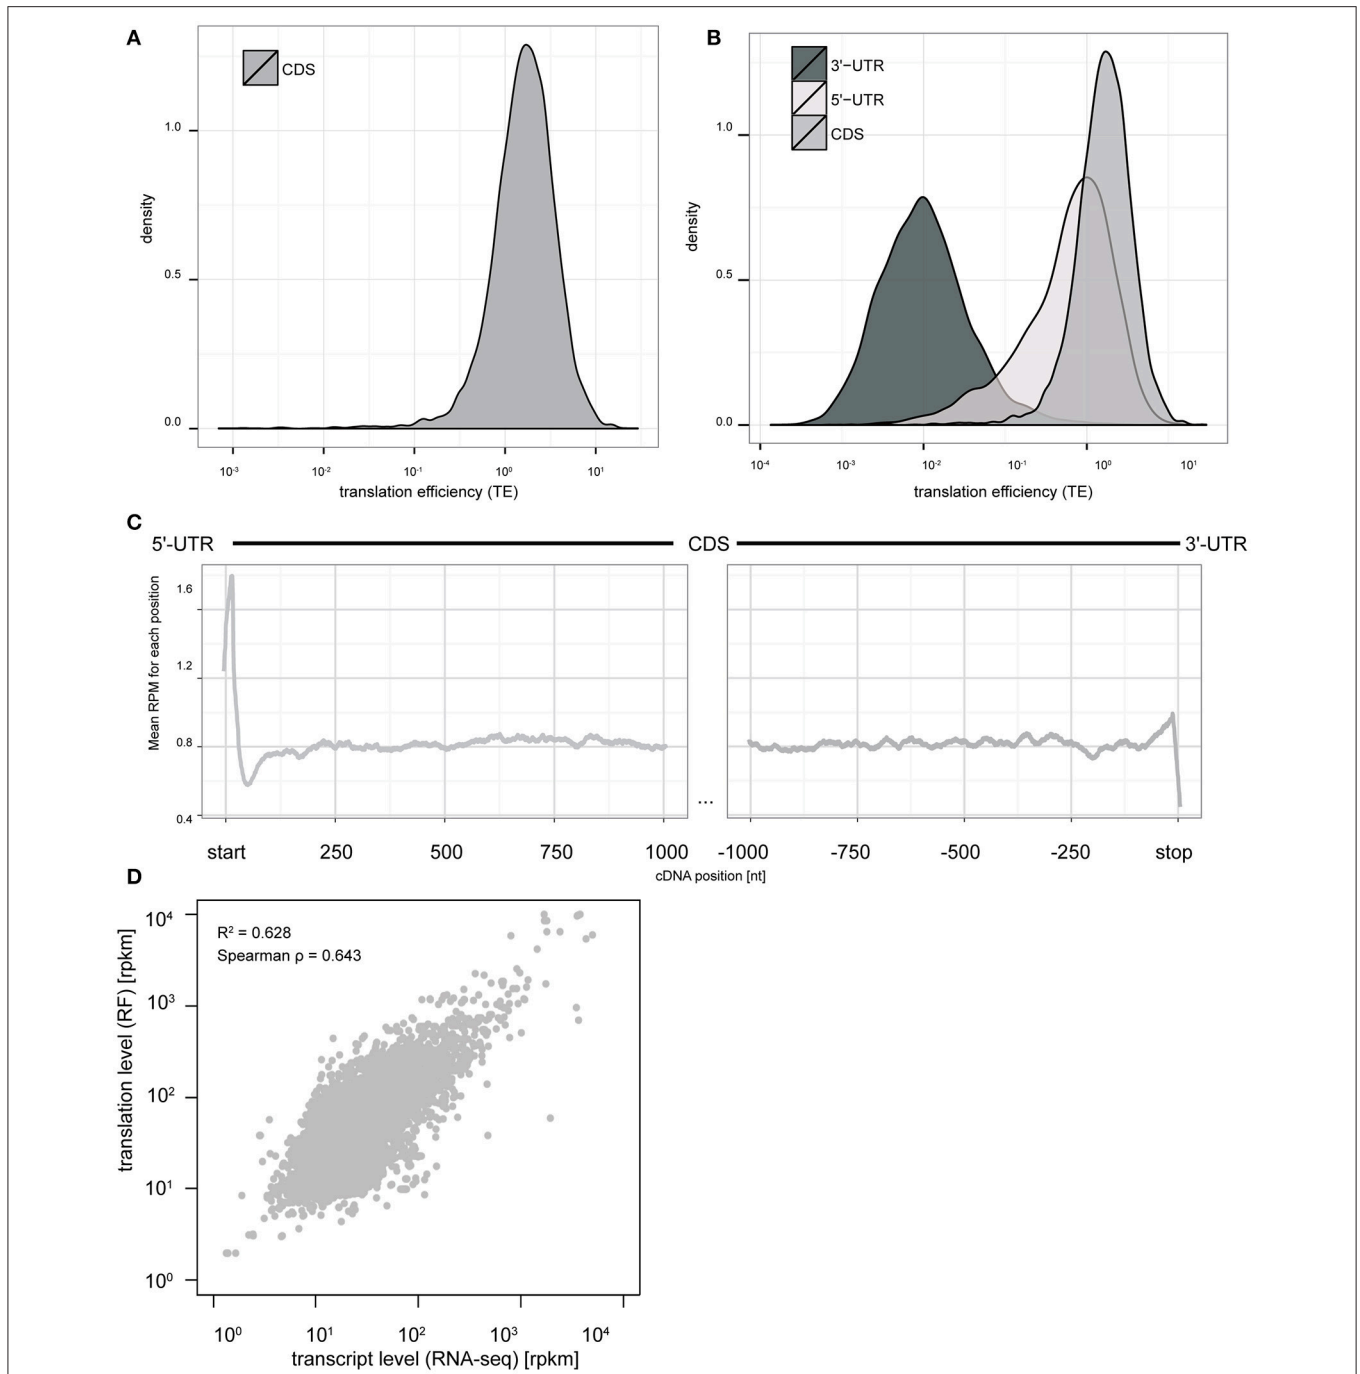 A
CDS
1.0
0.5
0.0
density
10-3 10-2 10-1 100 101
translation efficiency (TE)
B
3'−UTR
5'−UTR
CDS
1.0
0.5
0.0
density
10-4 10-3 10-2 10-1 100 101
translation efficiency (TE)
C
5'-UTR CDS 3'-UTR
Mean RPM for each position
1.6
1.2
0.8
0.4
...
start 250 500 750 1000 -1000 -750 -500 -250 stop
cDNA position [nt]
D
R2 = 0.628
Spearman ρ = 0.643
translation level (RF) [rpkm]
104
103
102
101
100
100 101 102 103 104
transcript level (RNA-seq) [rpkm]